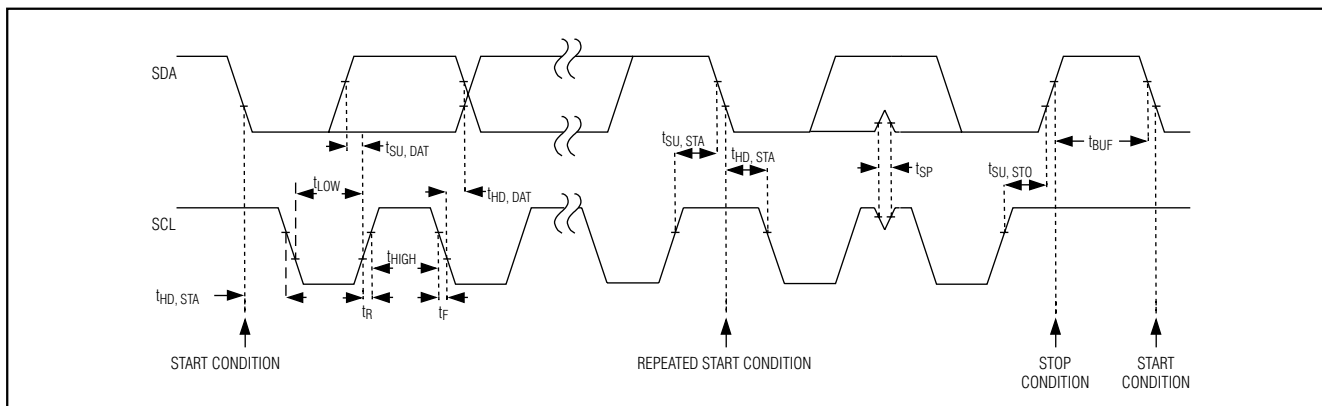 SDA
tSU, DAT
tLOW
tHD, DAT
tSU, STA
tHD, STA
tSP
tSU, STO
tBUF
SCL
tHIGH
tHD, STA
tR
tF
START CONDITION
REPEATED START CONDITION
STOP
CONDITION
START
CONDITION